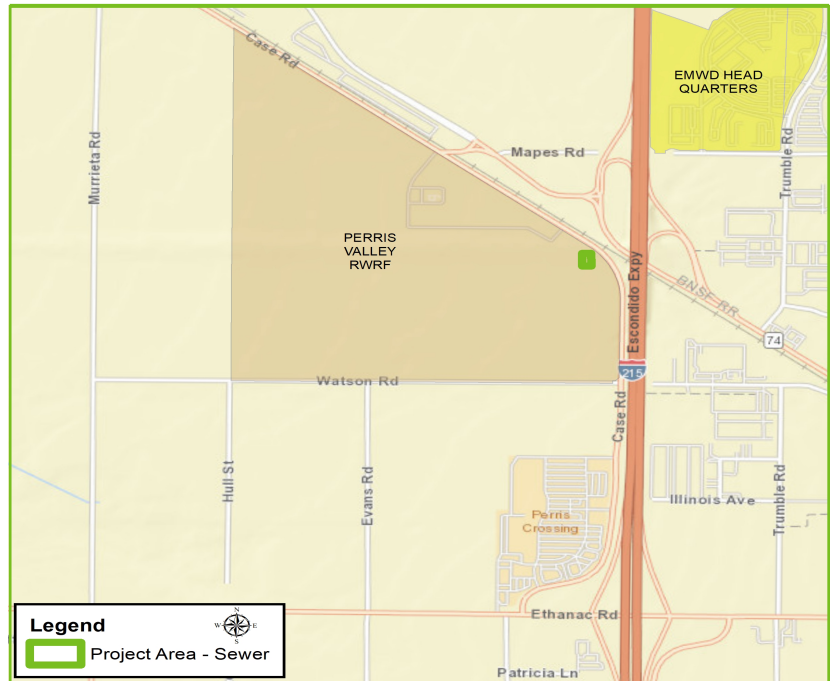 Case Rd
EMWD HEAD
QUARTERS
Murrieta Rd
Mapes Rd
Trumble Rd
PERRIS
VALLEY
RWRF
Escondido Expy
BNSF RR
74
215
Watson Rd
Case Rd
Hull St
Evans Rd
Perris
Crossing
Illinois Ave
Trumble Rd
Ethanac Rd
Patricia Ln
Legend
N
W
E
S
Project Area - Sewer